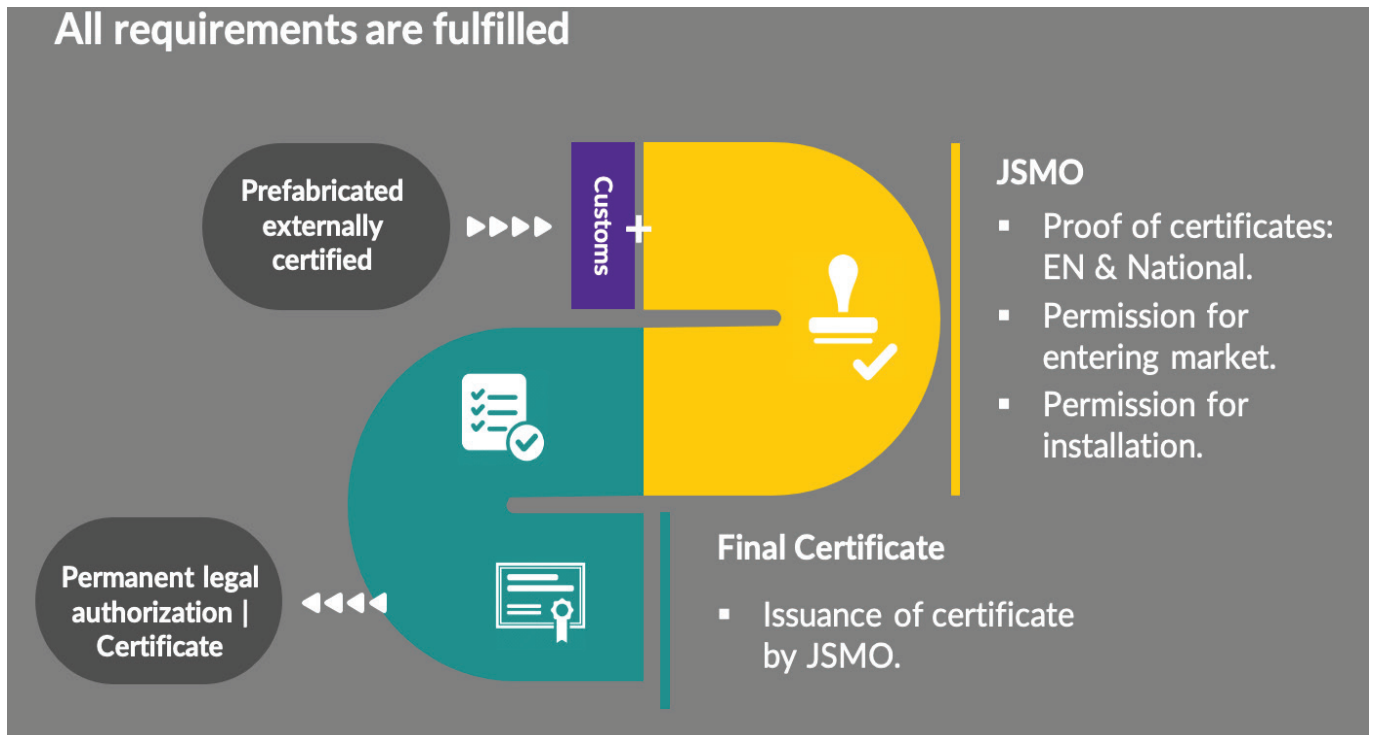 All requirements are fulfilled
Prefabricated
externally
certified
Customs
+
JSMO
▪ Proof of certificates:
EN & National.
▪ Permission for
entering market.
▪ Permission for
installation.
Final Certificate
▪ Issuance of certificate
by JSMO.
Permanent legal
authorization |
Certificate